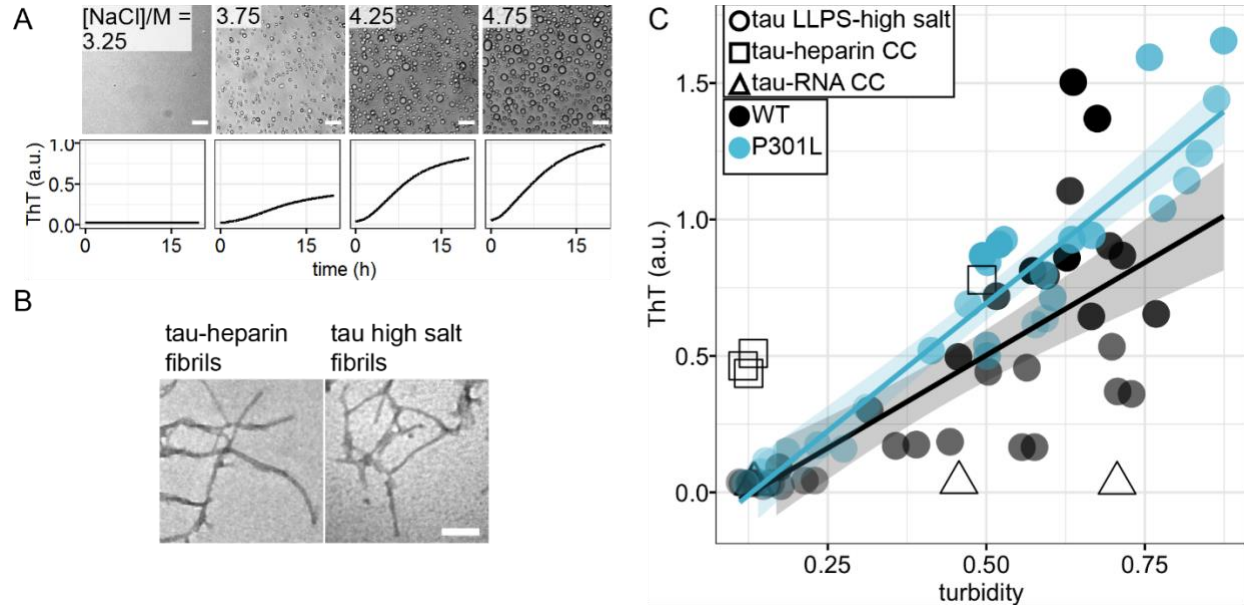 A
[NaCl]/M =
3.25
3.75
4.25
4.75
ThT (a.u.)
1.0
0.5
0.0
0 15
0 15
0 15
0 15
time (h)
B
tau-heparin
fibrils
tau high salt
fibrils
C
tau LLPS-high salt
tau-heparin CC
tau-RNA CC
WT
P301L
ThT (a.u.)
1.5
1.0
0.5
0.0
0.25 0.50 0.75
turbidity